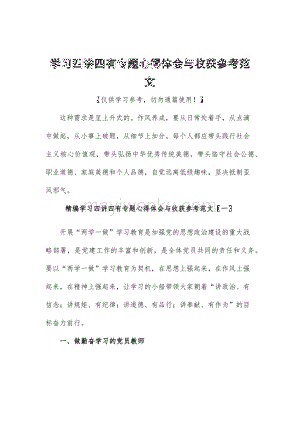 学习四讲四有专题心得体会与收获参考范
文
【仅供学习参考，切勿通篇使用！】
这种需求是至上升式的。作风养成，要从日常处着手，从点滴
中做起，从小事上破题，从细节上加分。每个人都应带头践行社会
主义核心价值观，带头弘扬中华优秀传统美德，带头恪守社会公德、
职业道德、家庭美德和个人品德，自觉远离低级趣味，坚决抵制歪
风邪气。
精编学习四讲四有专题心得体会与收获参考范文【一】
开展“两学一做”学习教育是加强党的思想政治建设的重大战
略部署，是党建工作的丰富和创新，是全体党员共同的责任和义务。
要以“两学一做”学习教育为契机，在思想上强起来，在作风上强
起来，在精神上强起来，让学习的小结带领大家朝着“讲政治、有
信念；讲规矩、有纪律；讲道德、有品行；讲奉献、有作为”的目
标奋力前行。
一、做勤奋学习的党员教师